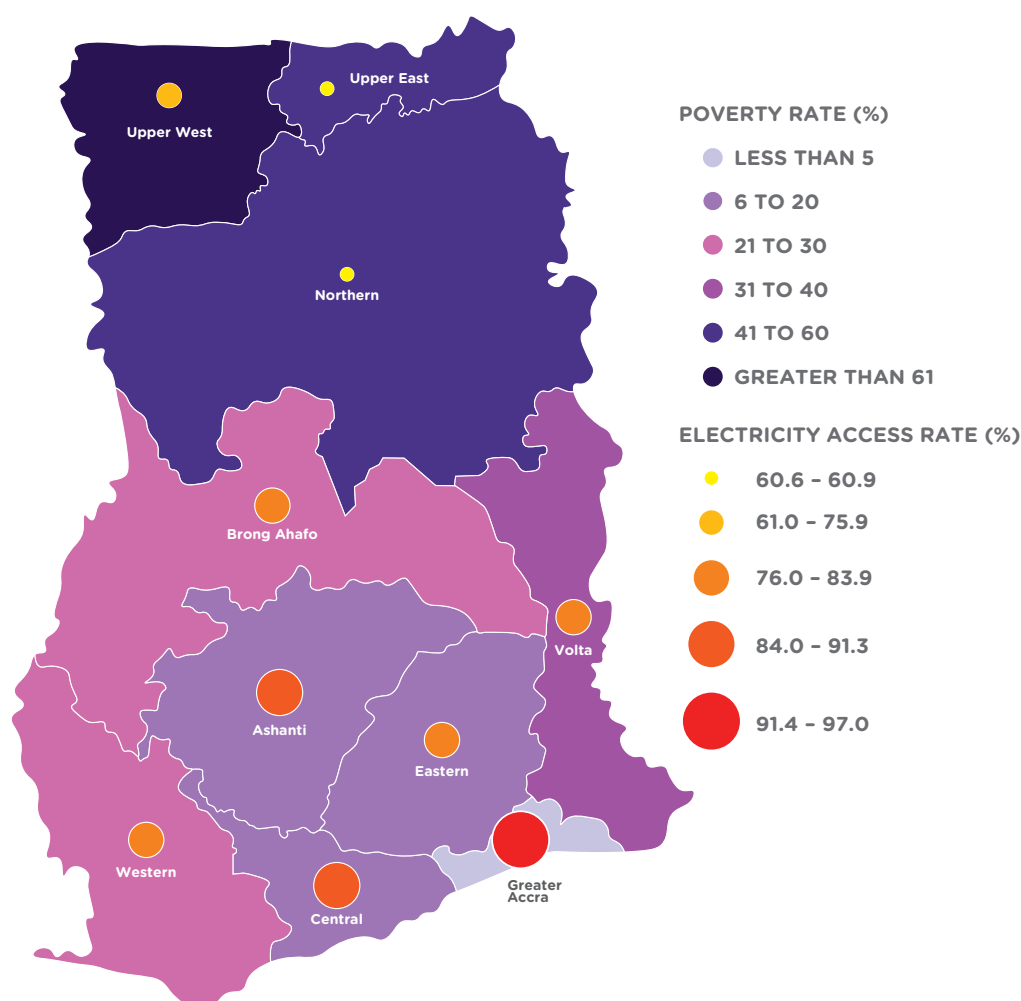 Upper East
Upper West
Northern
Brong Ahafo
Volta
Ashanti
Eastern
Western
Greater
Accra
Central
POVERTY RATE (%)
LESS THAN 5
6 TO 20
21 TO 30
31 TO 40
41 TO 60
GREATER THAN 61
ELECTRICITY ACCESS RATE (%)
60.6 – 60.9
61.0 – 75.9
76.0 – 83.9
84.0 – 91.3
91.4 – 97.0